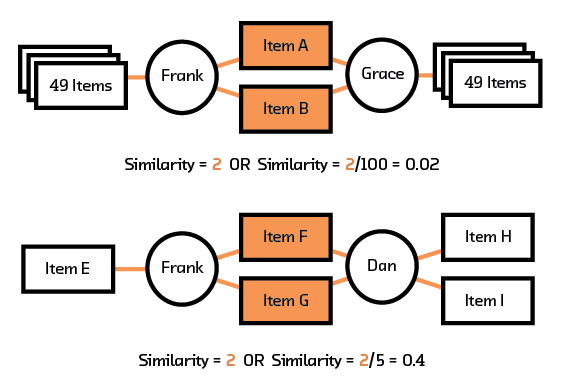 Item A
49 Items
Frank
Grace
49 Items
Item B
Similarity = 2 OR Similarity = 2/100 = 0.02
Item F
Item H
Item E
Frank
Dan
Item G
Item I
Similarity = 2 OR Similarity = 2/5 = 0.4